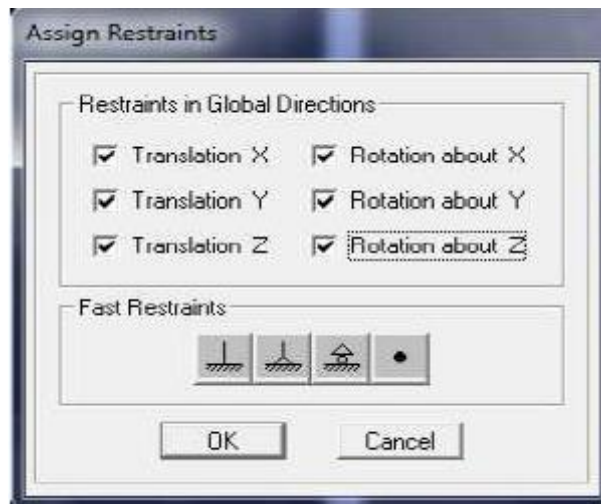 Assign Restraints
Restraints in Global Directions
Translation X Rotation about X
Translation Y Rotation about Y
Translation Z Rotation about Z
Fast Restraints
OK Cancel